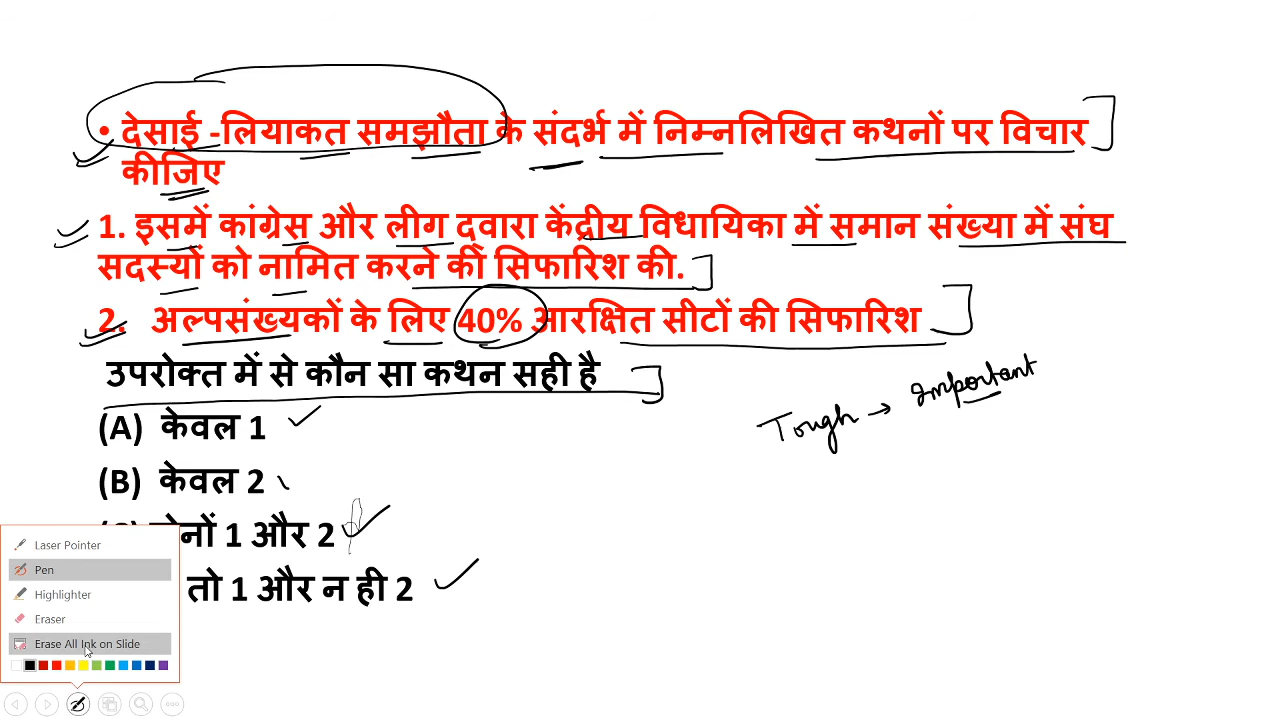 • देसाई -लियाकत समझौता के संदर्भ में निम्नलिखित कथनों पर विचार
कीजिए
1. इसमें कांग्रेस और लीग द्वारा केंद्रीय विधायिका में समान संख्या में संघ
सदस्यों को नामित करने की सिफारिश की.
2. अल्पसंख्यकों के लिए 40% आरक्षित सीटों की सिफारिश
उपरोक्त में से कौन सा कथन सही है
Tough → Important
(A) केवल 1
(B) केवल 2
1 और 2
तो 1 और न ही 2
Laser Pointer
Pen
Highlighter
Eraser
Erase All Ink on Slide